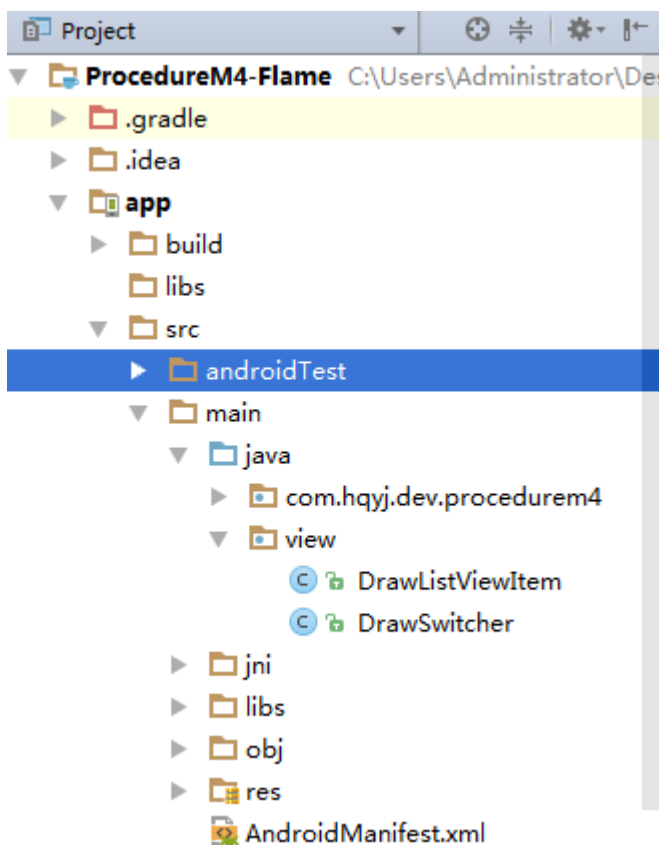 Project
ProcedureM4-Flame C:\Users\Administrator\De
.gradle
.idea
app
build
libs
src
androidTest
main
java
com.hqyj.dev.procedurem4
view
C DrawListViewItem
C DrawSwitcher
jni
libs
obj
res
AndroidManifest.xml